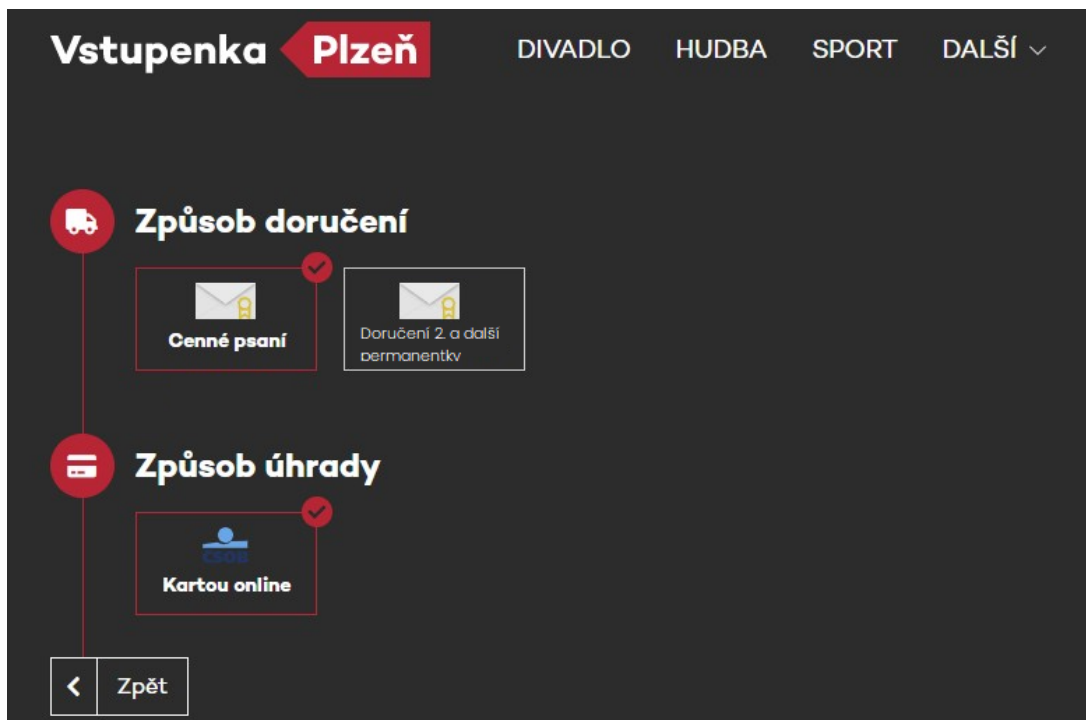 Vstupenka Plzeň DIVADLO HUDBA SPORT DALŠÍ
Způsob doručení
Cenné psaní
Doručení 2. a další
permanentky
Způsob úhrady
ČSOB
Kartou online
Zpět